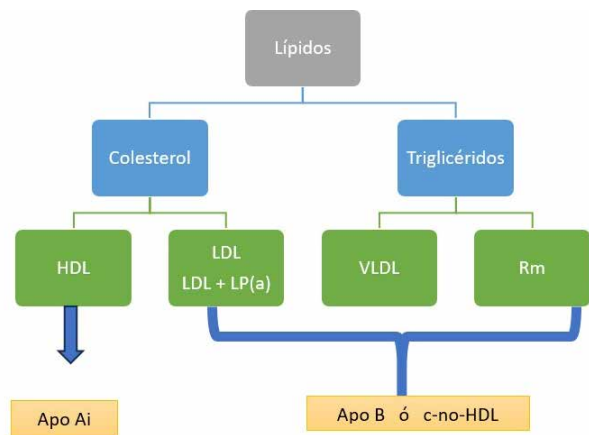 Lípidos
Colesterol
Triglicéridos
HDL
LDL
LDL + LP(a)
VLDL
Rm
Apo Ai
Apo B ó c-no-HDL